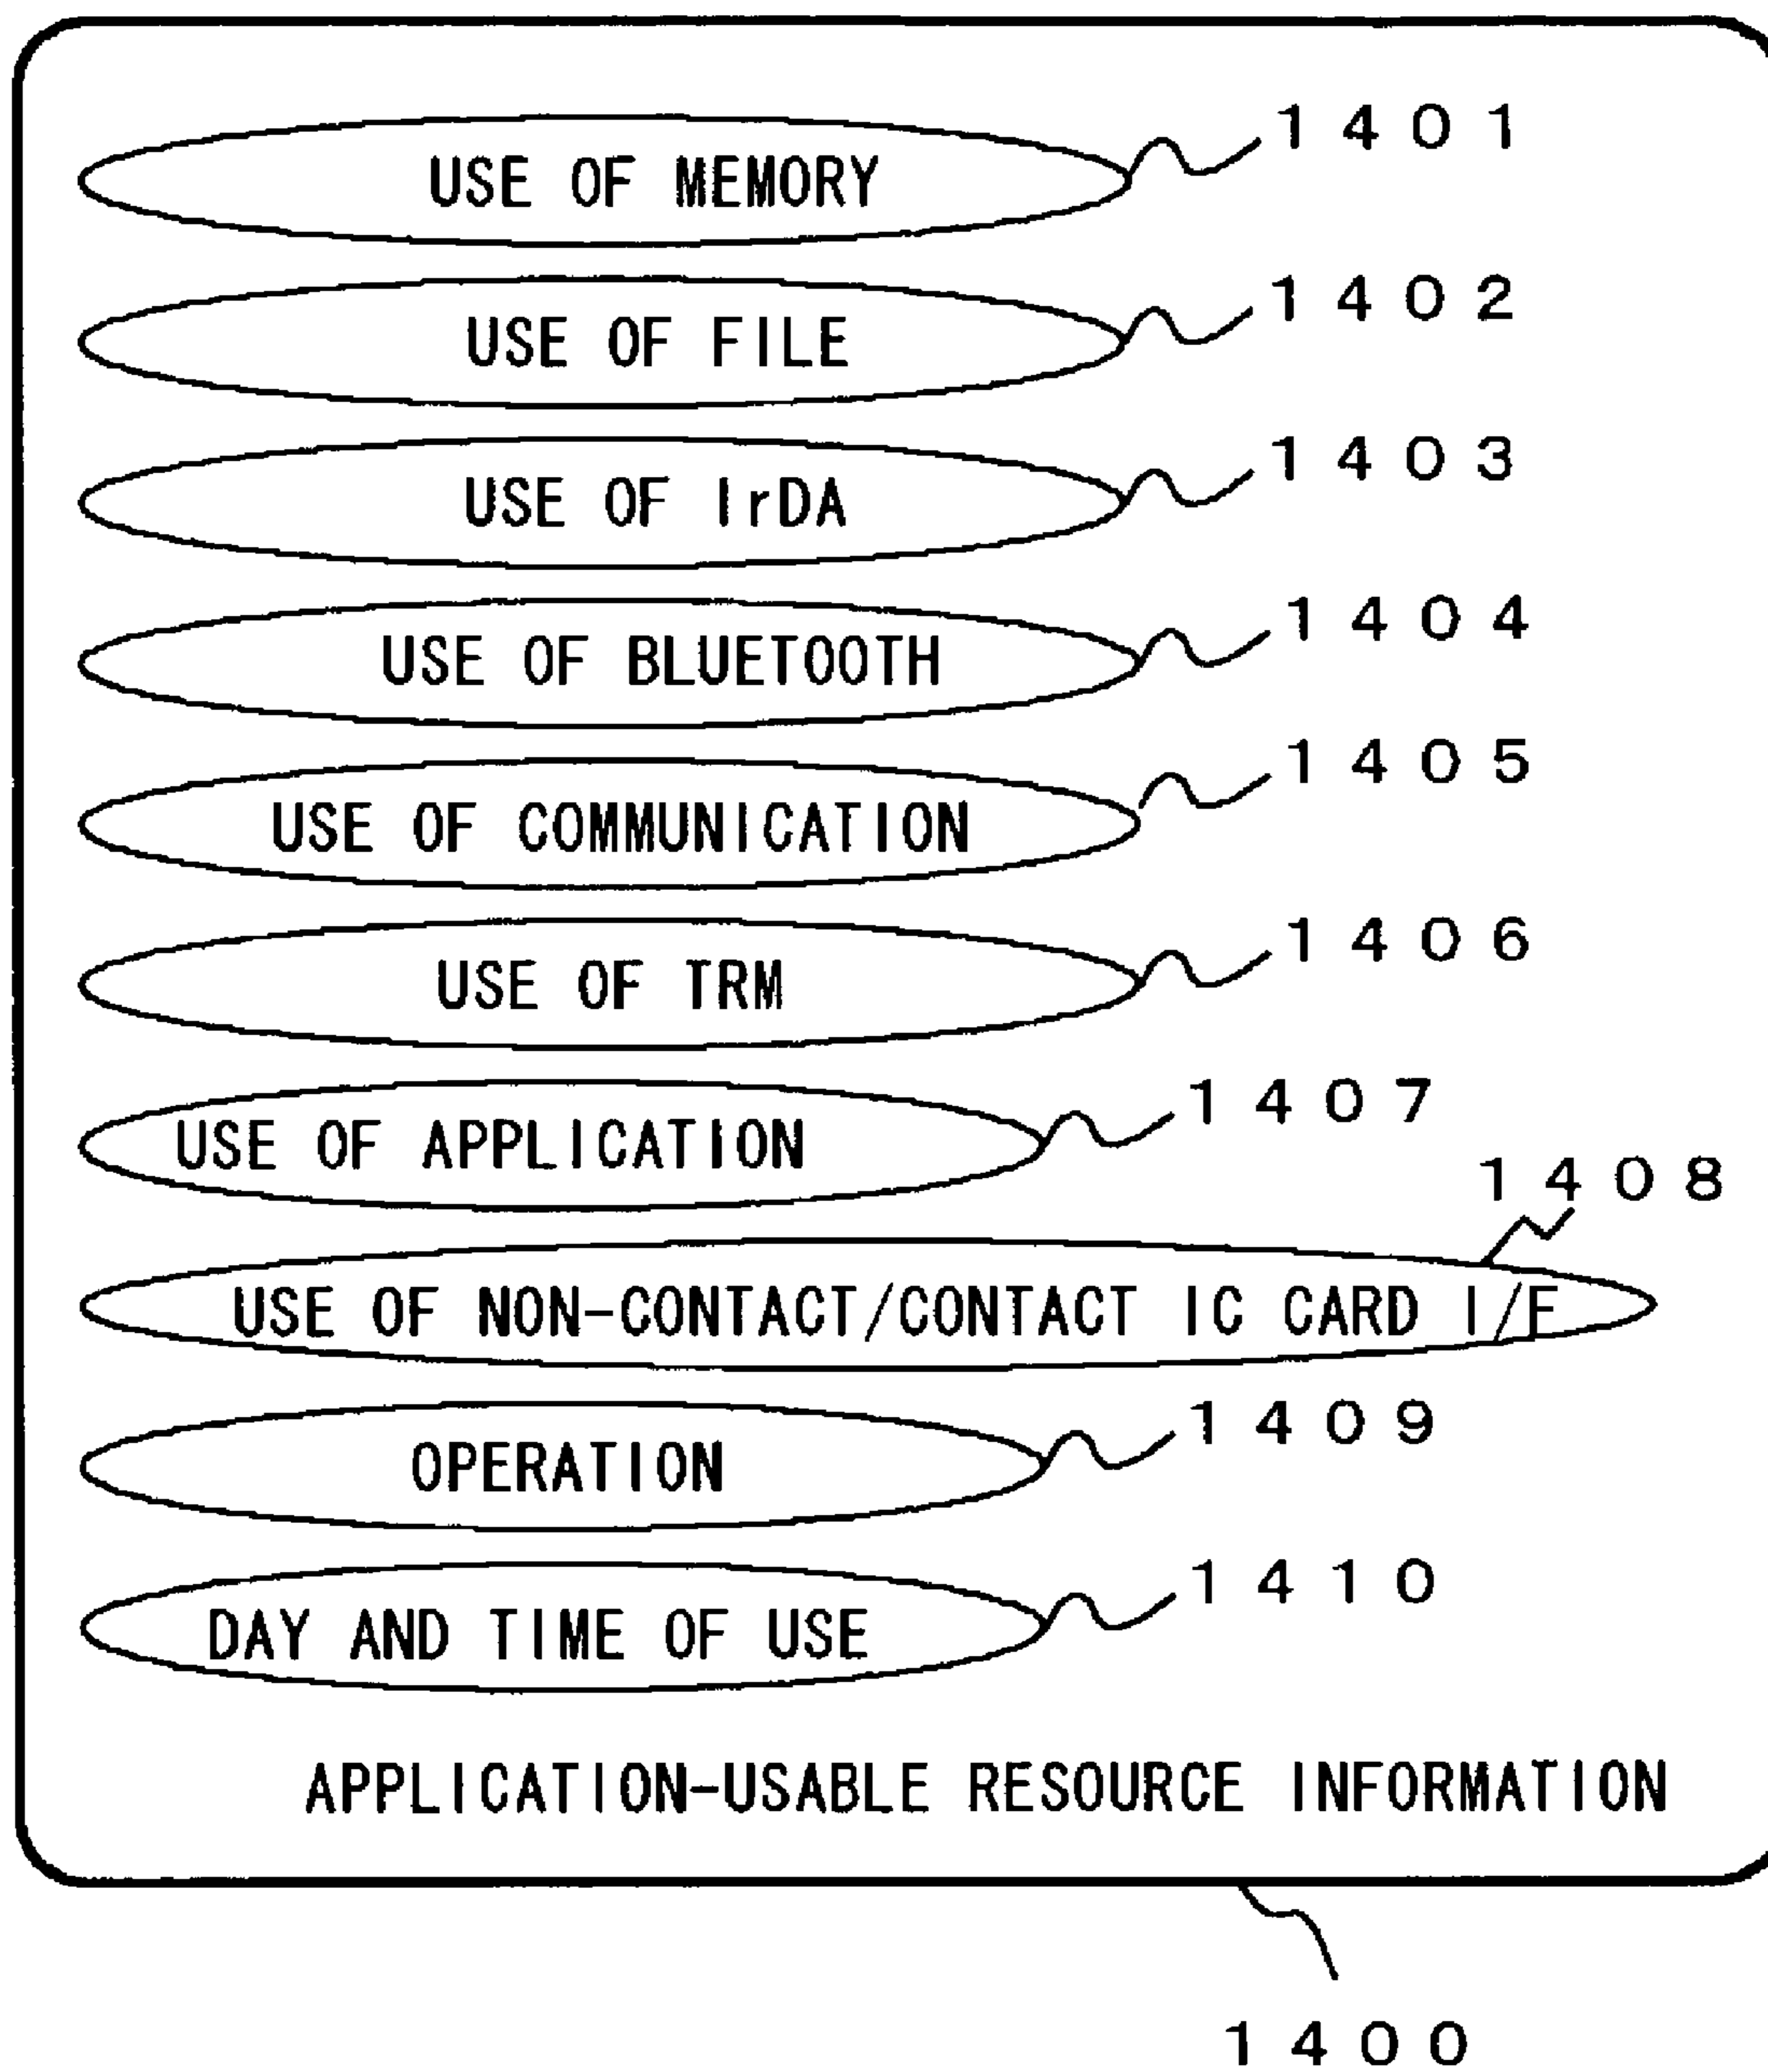 1401
USE OF MEMORY
1402
USE OF FILE
1403
USE OF IrDA
1404
USE OF BLUETOOTH
1405
USE OF COMMUNICATION
1406
USE OF TRM
1407
USE OF APPLICATION
1408
USE OF NON-CONTACT/CONTACT IC CARD I/F
1409
OPERATION
1410
DAY AND TIME OF USE
APPLICATION-USABLE RESOURCE INFORMATION
1400